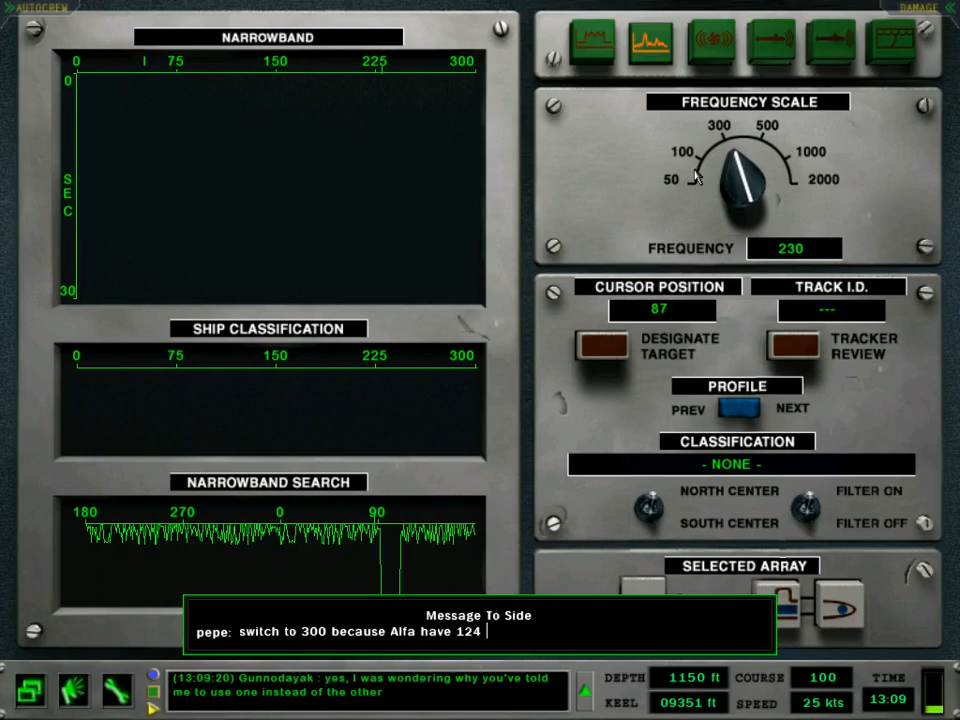 AUTOCREW
DAMAGE
NARROWBAND
0 75 150 225 300
0
SEC
30
SHIP CLASSIFICATION
0 75 150 225 300
NARROWBAND SEARCH
180 270 0 90
FREQUENCY SCALE
300 500
100 1000
50 2000
FREQUENCY 230
CURSOR POSITION TRACK I.D.
87 ---
DESIGNATE TARGET
TRACKER REVIEW
PROFILE
PREV NEXT
CLASSIFICATION
- NONE -
NORTH CENTER FILTER ON
SOUTH CENTER FILTER OFF
SELECTED ARRAY
Message To Side
pepe: switch to 300 because Alfa have 124
(13:09:20) Gunnodayak : yes, I was wondering why you've told
me to use one instead of the other
DEPTH 1150 ft COURSE 100 TIME
KEEL 09351 ft SPEED 25 kts 13:09